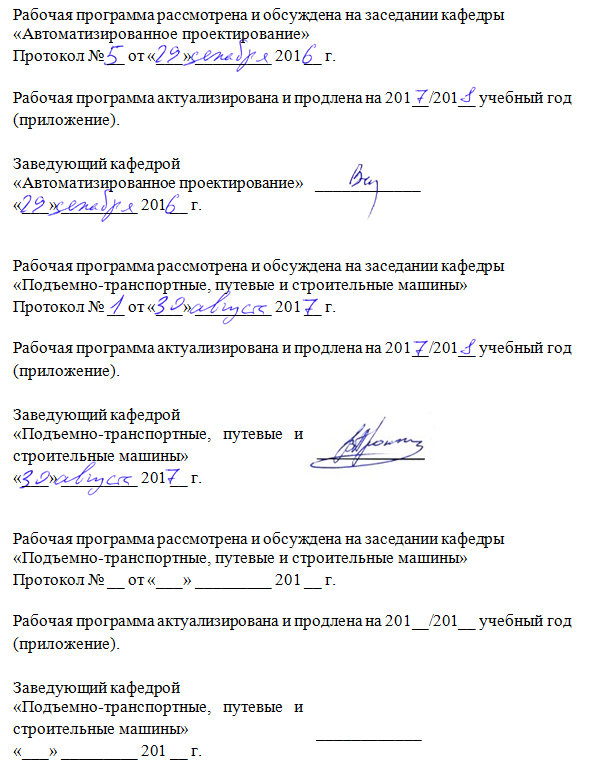 Рабочая программа рассмотрена и обсуждена на заседании кафедры
«Автоматизированное проектирование»
Протокол № 5 от «29» декабря 2016 г.
Рабочая программа актуализирована и продлена на 2017/2018 учебный год
(приложение).
Заведующий кафедрой
«Автоматизированное проектирование» ____________
«29» декабря 2016 г.
Рабочая программа рассмотрена и обсуждена на заседании кафедры
«Подъемно-транспортные, путевые и строительные машины»
Протокол № 1 от «30» августа 2017 г.
Рабочая программа актуализирована и продлена на 2017/2018 учебный год
(приложение).
Заведующий кафедрой
«Подъемно-транспортные, путевые и
строительные машины» ____________
«30» августа 2017 г.
Рабочая программа рассмотрена и обсуждена на заседании кафедры
«Подъемно-транспортные, путевые и строительные машины»
Протокол № __ от «___» _________ 201 __ г.
Рабочая программа актуализирована и продлена на 201__/201__ учебный год
(приложение).
Заведующий кафедрой
«Подъемно-транспортные, путевые и
строительные машины» ____________
«___» _________ 201 __ г.